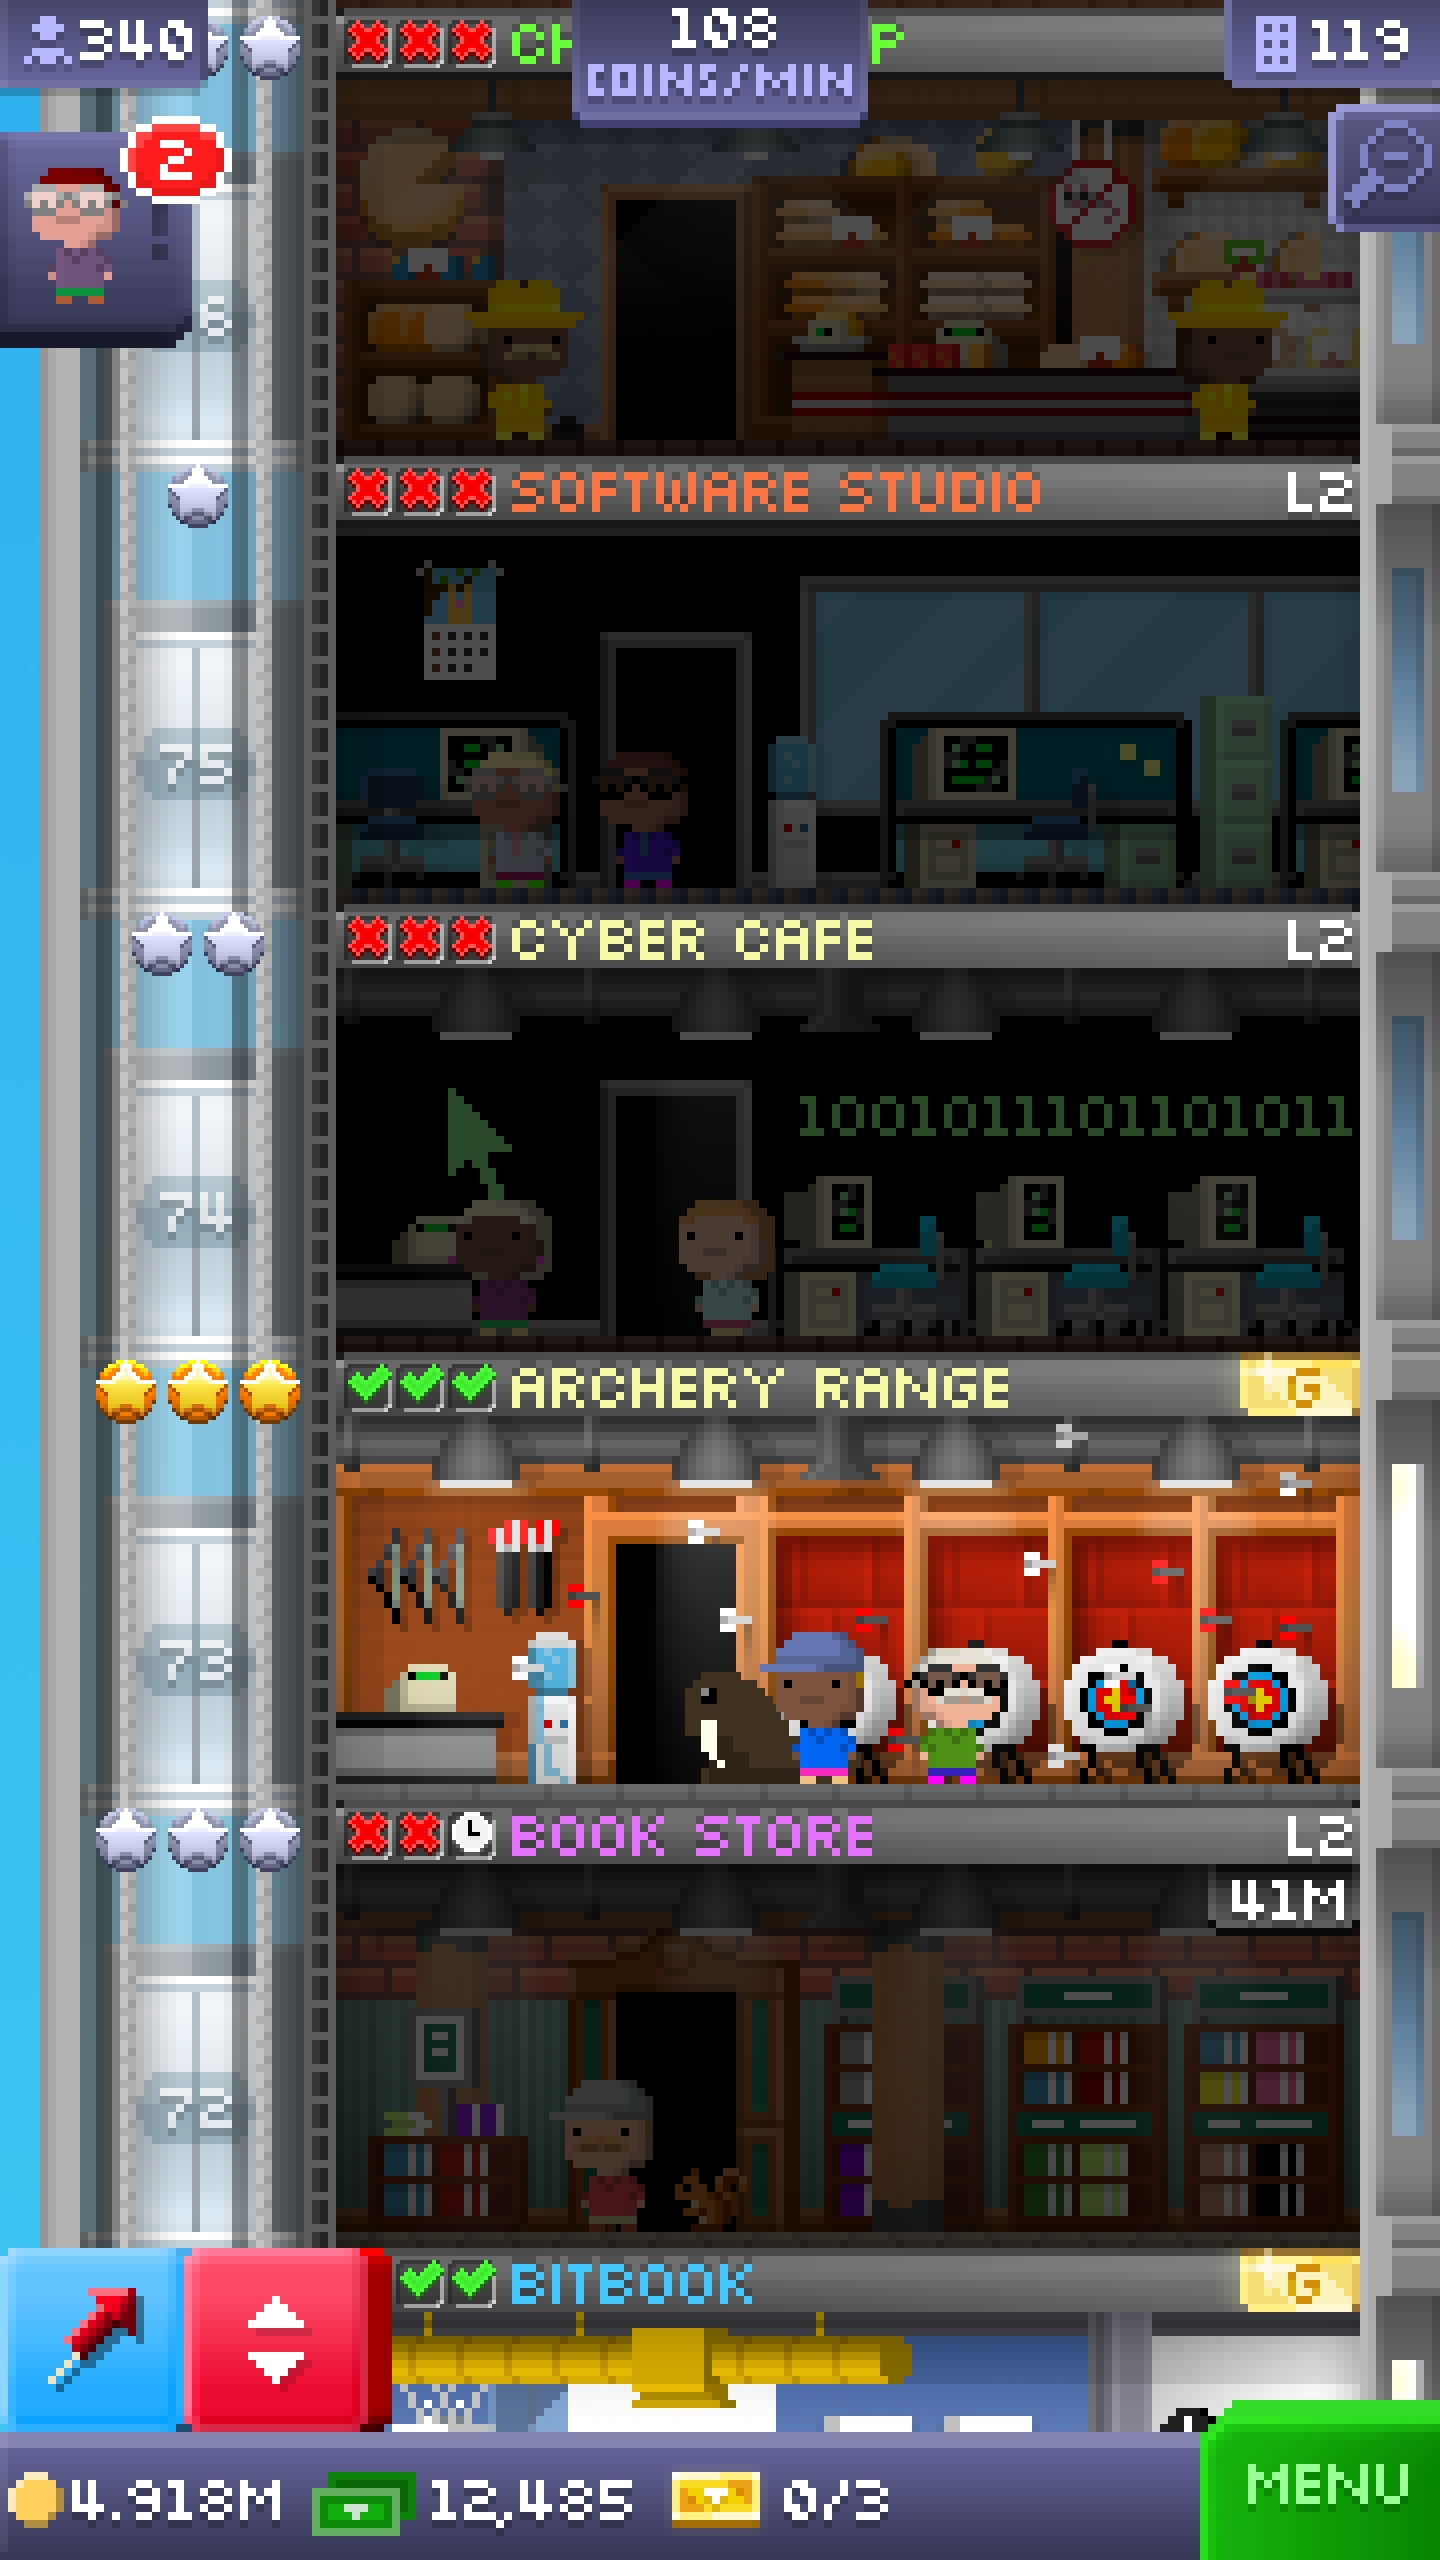 340
108
COINS/MIN
119
2
CH P
6
SOFTWARE STUDIO L2
75
CYBER CAFE L2
1001011101101011
74
ARCHERY RANGE G
73
BOOK STORE L2
41M
B
72
BITBOOK G
4.918M 12,485 0/3 MENU